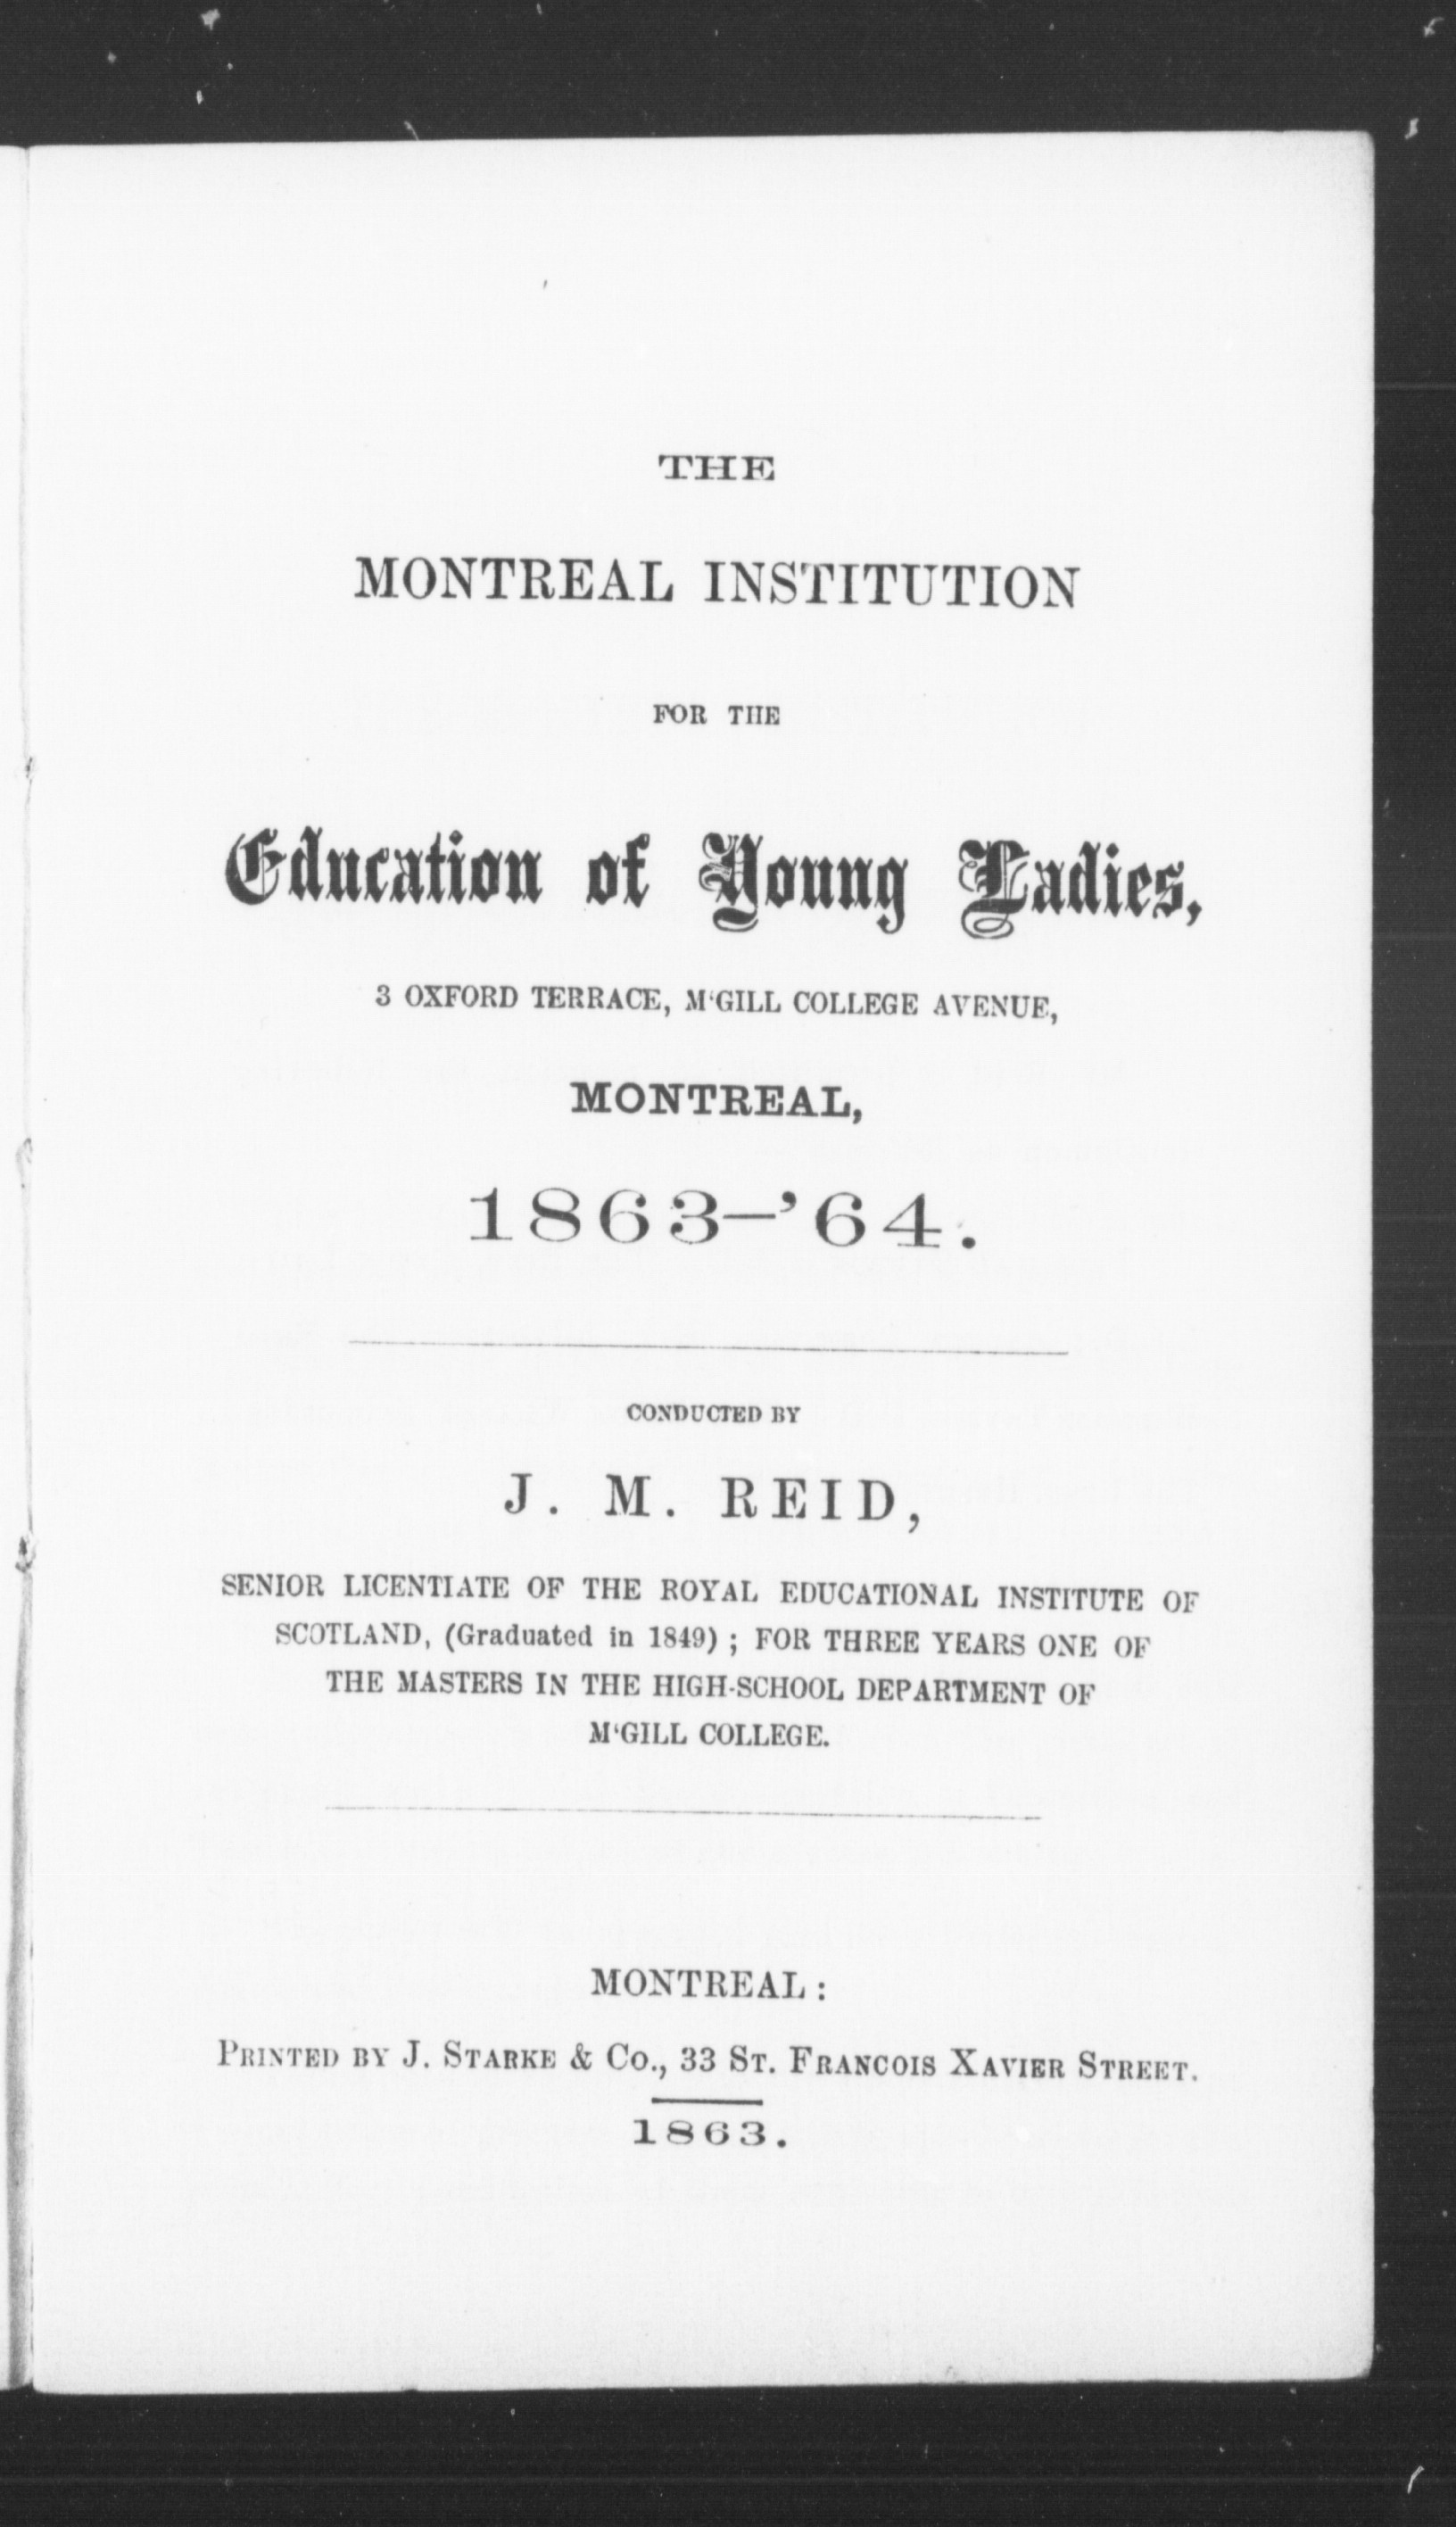 THE
MONTREAL INSTITUTION
FOR THE
Education of Young Ladies,
3 OXFORD TERRACE, M‘GILL COLLEGE AVENUE,
MONTREAL,
1863–’64.
CONDUCTED BY
J. M. REID,
SENIOR LICENTIATE OF THE ROYAL EDUCATIONAL INSTITUTE OF
SCOTLAND, (Graduated in 1849) ; FOR THREE YEARS ONE OF
THE MASTERS IN THE HIGH-SCHOOL DEPARTMENT OF
M‘GILL COLLEGE.
MONTREAL :
PRINTED BY J. STARKE & CO., 33 ST. FRANCOIS XAVIER STREET.
1863.